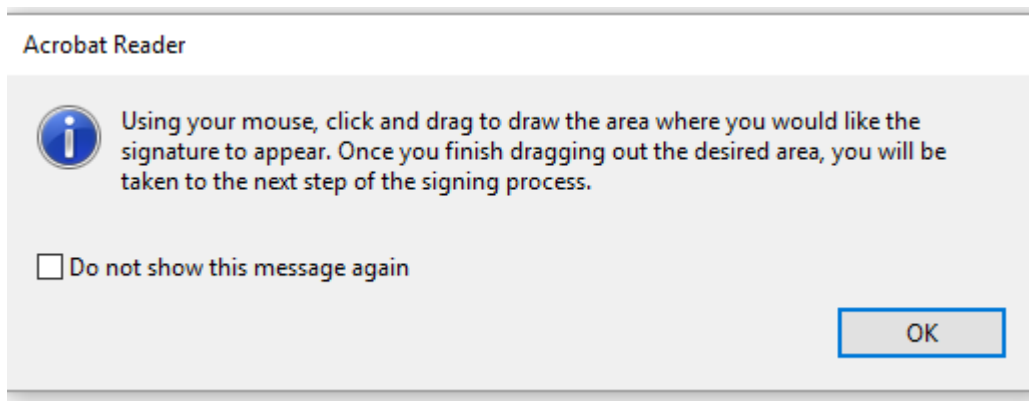 Acrobat Reader
Using your mouse, click and drag to draw the area where you would like the
signature to appear. Once you finish dragging out the desired area, you will be
taken to the next step of the signing process.
Do not show this message again
OK